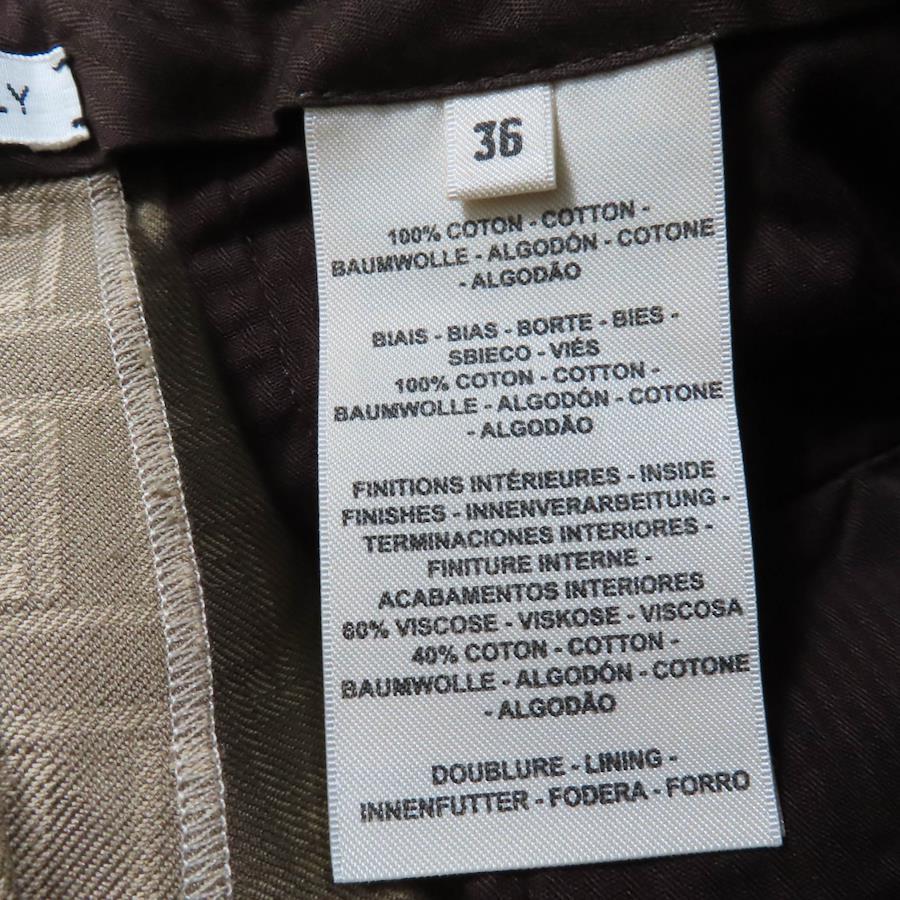 LY
36
100% COTON - COTTON -
BAUMWOLLE - ALGODÓN - COTONE
- ALGODÃO
BIAIS - BIAS - BORTE - BIES -
SBIECO - VIÉS
100% COTON - COTTON -
BAUMWOLLE - ALGODÓN - COTONE
- ALGODÃO
FINITIONS INTÉRIEURES - INSIDE
FINISHES - INNENVERARBEITUNG -
TERMINACIONES INTERIORES -
FINITURE INTERNE -
ACABAMENTOS INTERIORES
60% VISCOSE - VISKOSE - VISCOSA
40% COTON - COTTON -
BAUMWOLLE - ALGODÓN - COTONE
- ALGODÃO
DOUBLURE - LINING -
INNENFUTTER - FODERA - FORRO